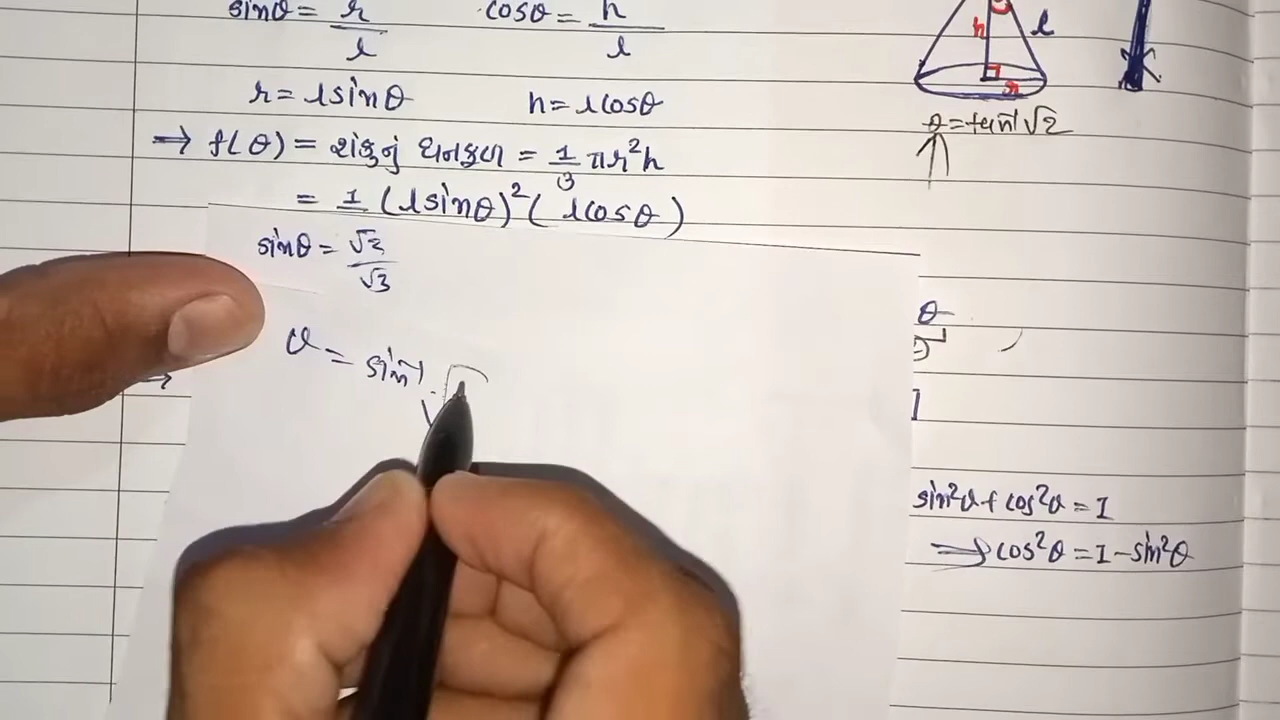 sinθ = r/l cosθ = h/l
h l r
r = l sinθ h = l cosθ
θ = tan⁻¹√2
⇒ f(θ) = શંકુનું ઘનફળ = 1/3 πr²h
= 1 (l sinθ)² (l cosθ)
sinθ = √2/√3
θ = sin⁻¹
θ
sin²θ + cos²θ = 1
⇒ cos²θ = 1 - sin²θ